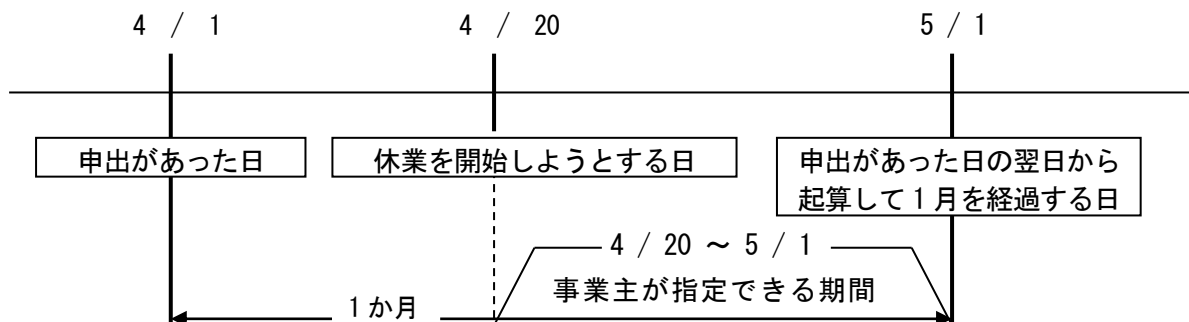 4 / 1
4 / 20
5 / 1
申出があった日
休業を開始しようとする日
申出があった日の翌日から
起算して1月を経過する日
4 / 20 ~ 5 / 1
事業主が指定できる期間
1か月